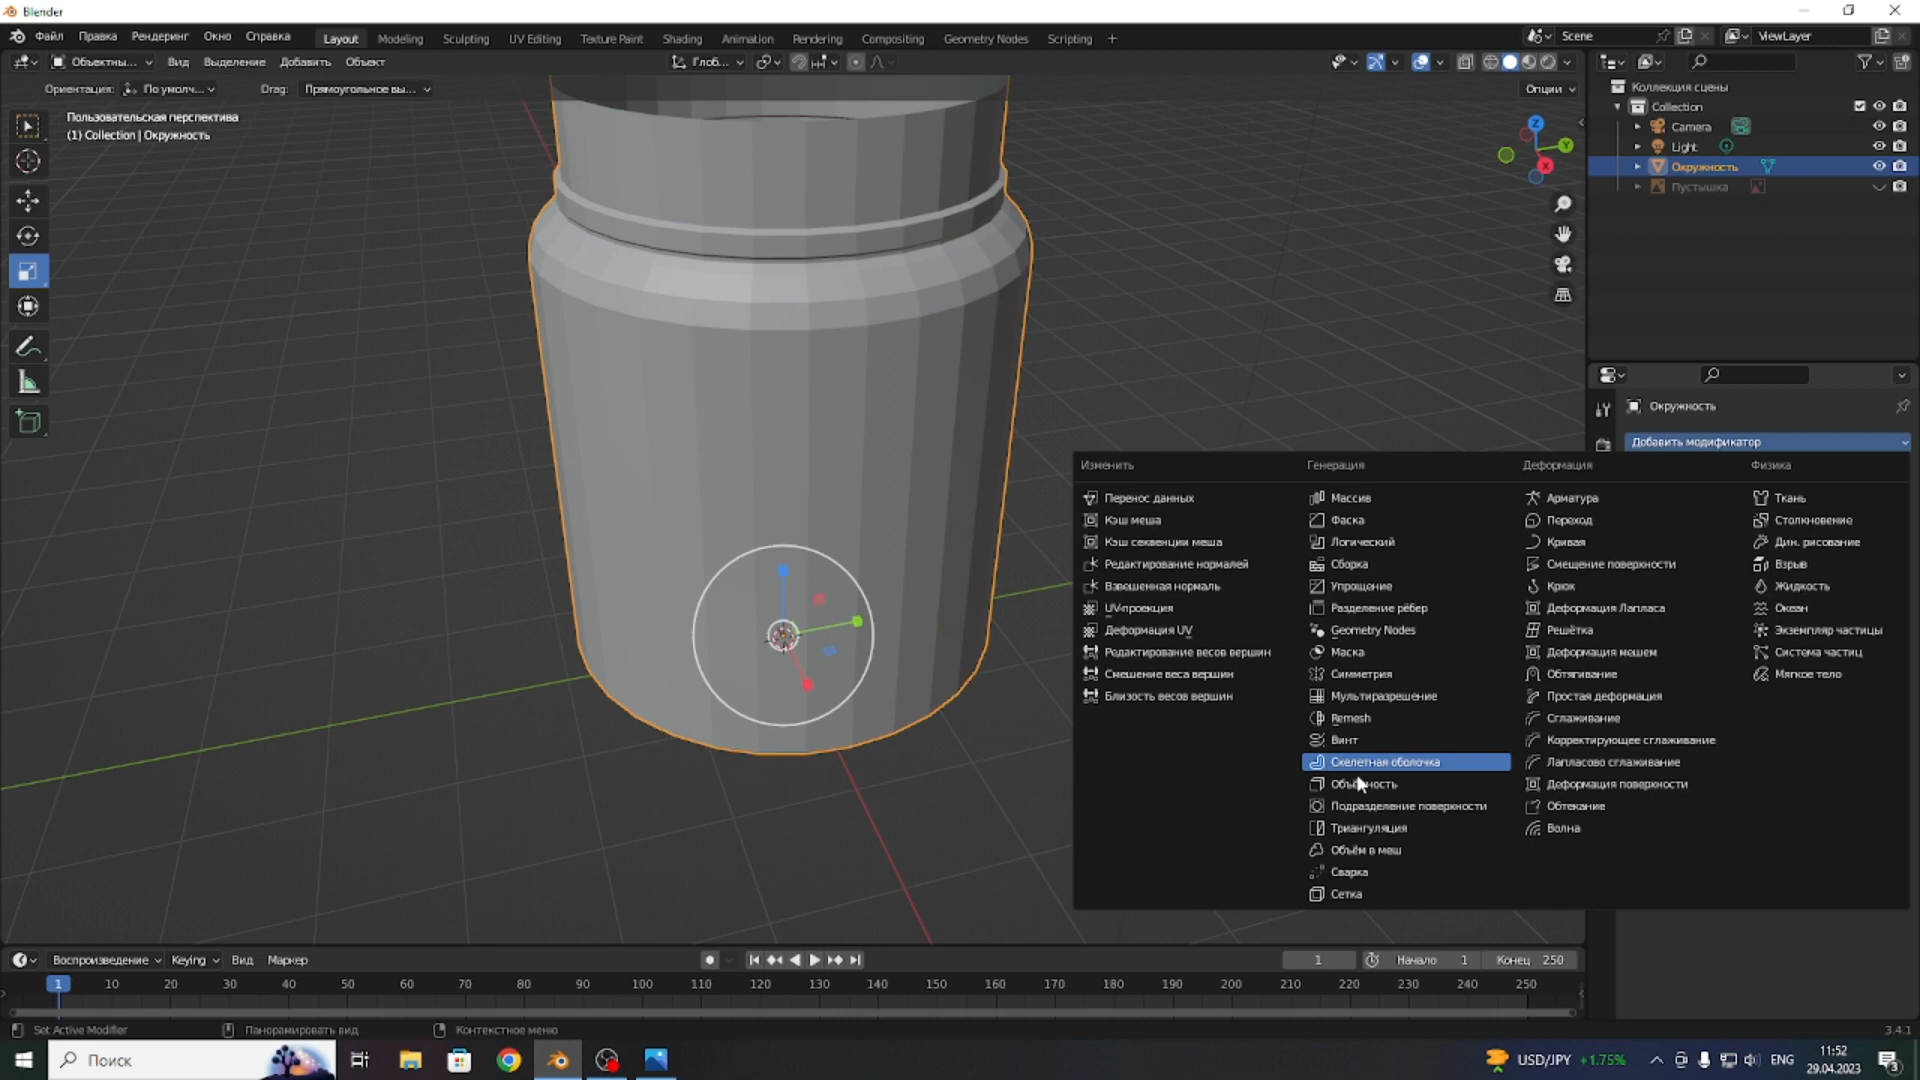 Blender
Файл Правка Рендеринг Окно Справка Layout Modeling Sculpting UV Editing Texture Paint Shading Animation Rendering Compositing Geometry Nodes Scripting + Scene ViewLayer
Объектны... Вид Выделение Добавить Объект Глоб...
Ориентация: По умолч... Drag: Прямоугольное вы... Опции
Пользовательская перспектива
(1) Collection | Окружность
Коллекция сцены
Collection
Camera
Light
Окружность
Пустышка
Z
Y
X
Окружность
Добавить модификатор
Изменить
Перенос данных
Кэш меша
Кэш секвенции меша
Редактирование нормалей
Взвешенная нормаль
UV-проекция
Деформация UV
Редактирование весов вершин
Смешение веса вершин
Близость весов вершин
Генерация
Массив
Фаска
Логический
Сборка
Упрощение
Разделение рёбер
Geometry Nodes
Маска
Симметрия
Мультиразрешение
Remesh
Винт
Скелетная оболочка
Объёмность
Подразделение поверхности
Триангуляция
Объём в меш
Сварка
Сетка
Деформация
Арматура
Переход
Кривая
Смещение поверхности
Крюк
Деформация Лапласа
Решётка
Деформация мешем
Обтягивание
Простая деформация
Сглаживание
Корректирующее сглаживание
Лапласово сглаживание
Деформация поверхности
Обтекание
Волна
Физика
Ткань
Столкновение
Дин. рисование
Взрыв
Жидкость
Океан
Экземпляр частицы
Система частиц
Мягкое тело
Воспроизведение Keying Вид Маркер 1 Начало 1 Конец 250
1 10 20 30 40 50 60 70 80 90 100 110 120 130 140 150 160 170 180 190 200 210 220 230 240 250
Set Active Modifier Панорамировать вид Контекстное меню 3.4.1
Поиск USD/JPY +1.75% ENG 11:52
29.04.2023 3